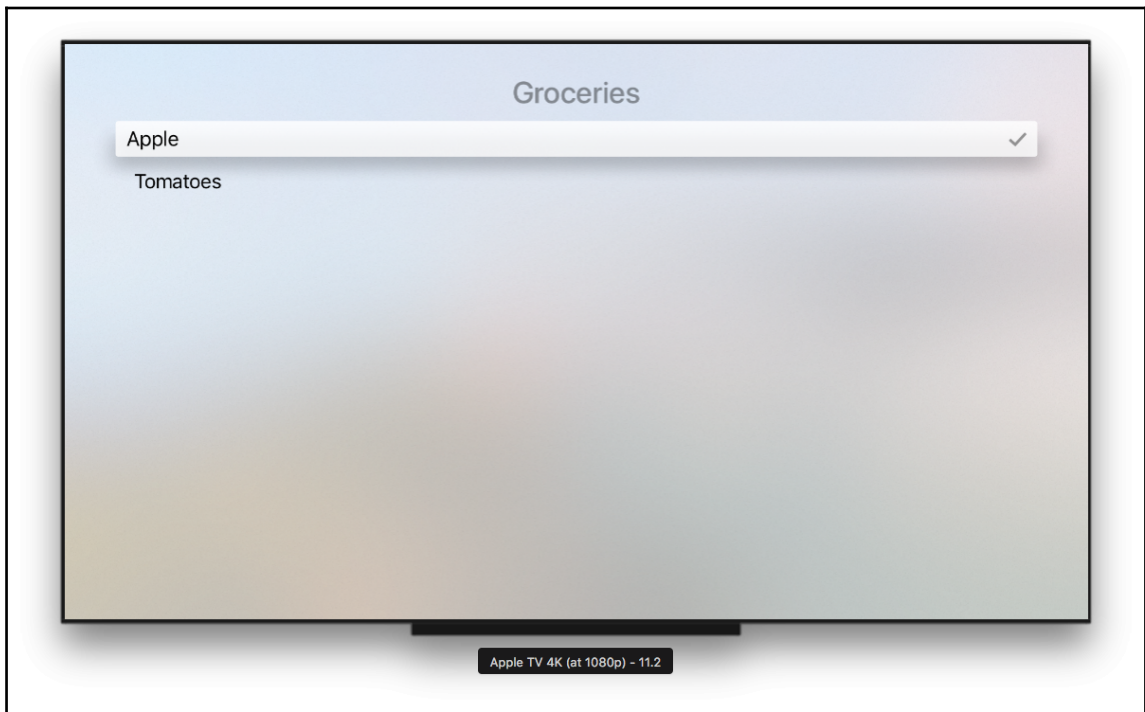 Groceries
Apple
Tomatoes
Apple TV 4K (at 1080p) - 11.2